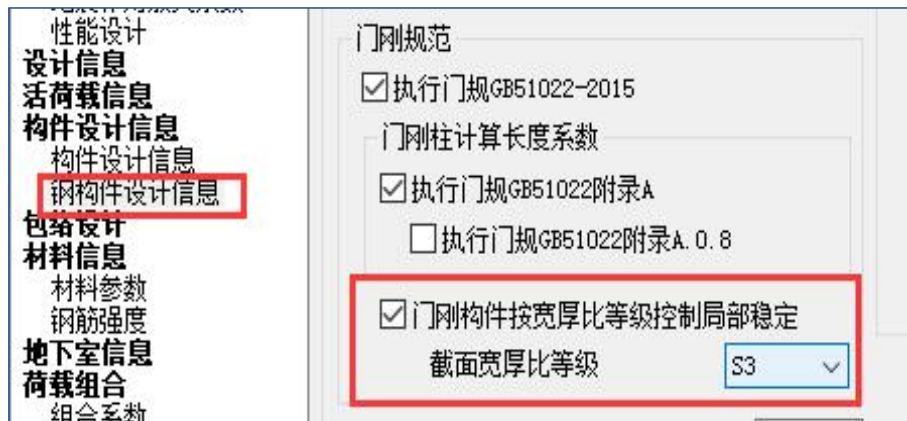 性能设计
设计信息
活荷载信息
构件设计信息
构件设计信息
钢构件设计信息
包络设计
材料信息
材料参数
钢筋强度
地下室信息
荷载组合
组合系数
门刚规范
执行门规GB51022-2015
门刚柱计算长度系数
执行门规GB51022附录A
执行门规GB51022附录A.0.8
门刚构件按宽厚比等级控制局部稳定
截面宽厚比等级
S3